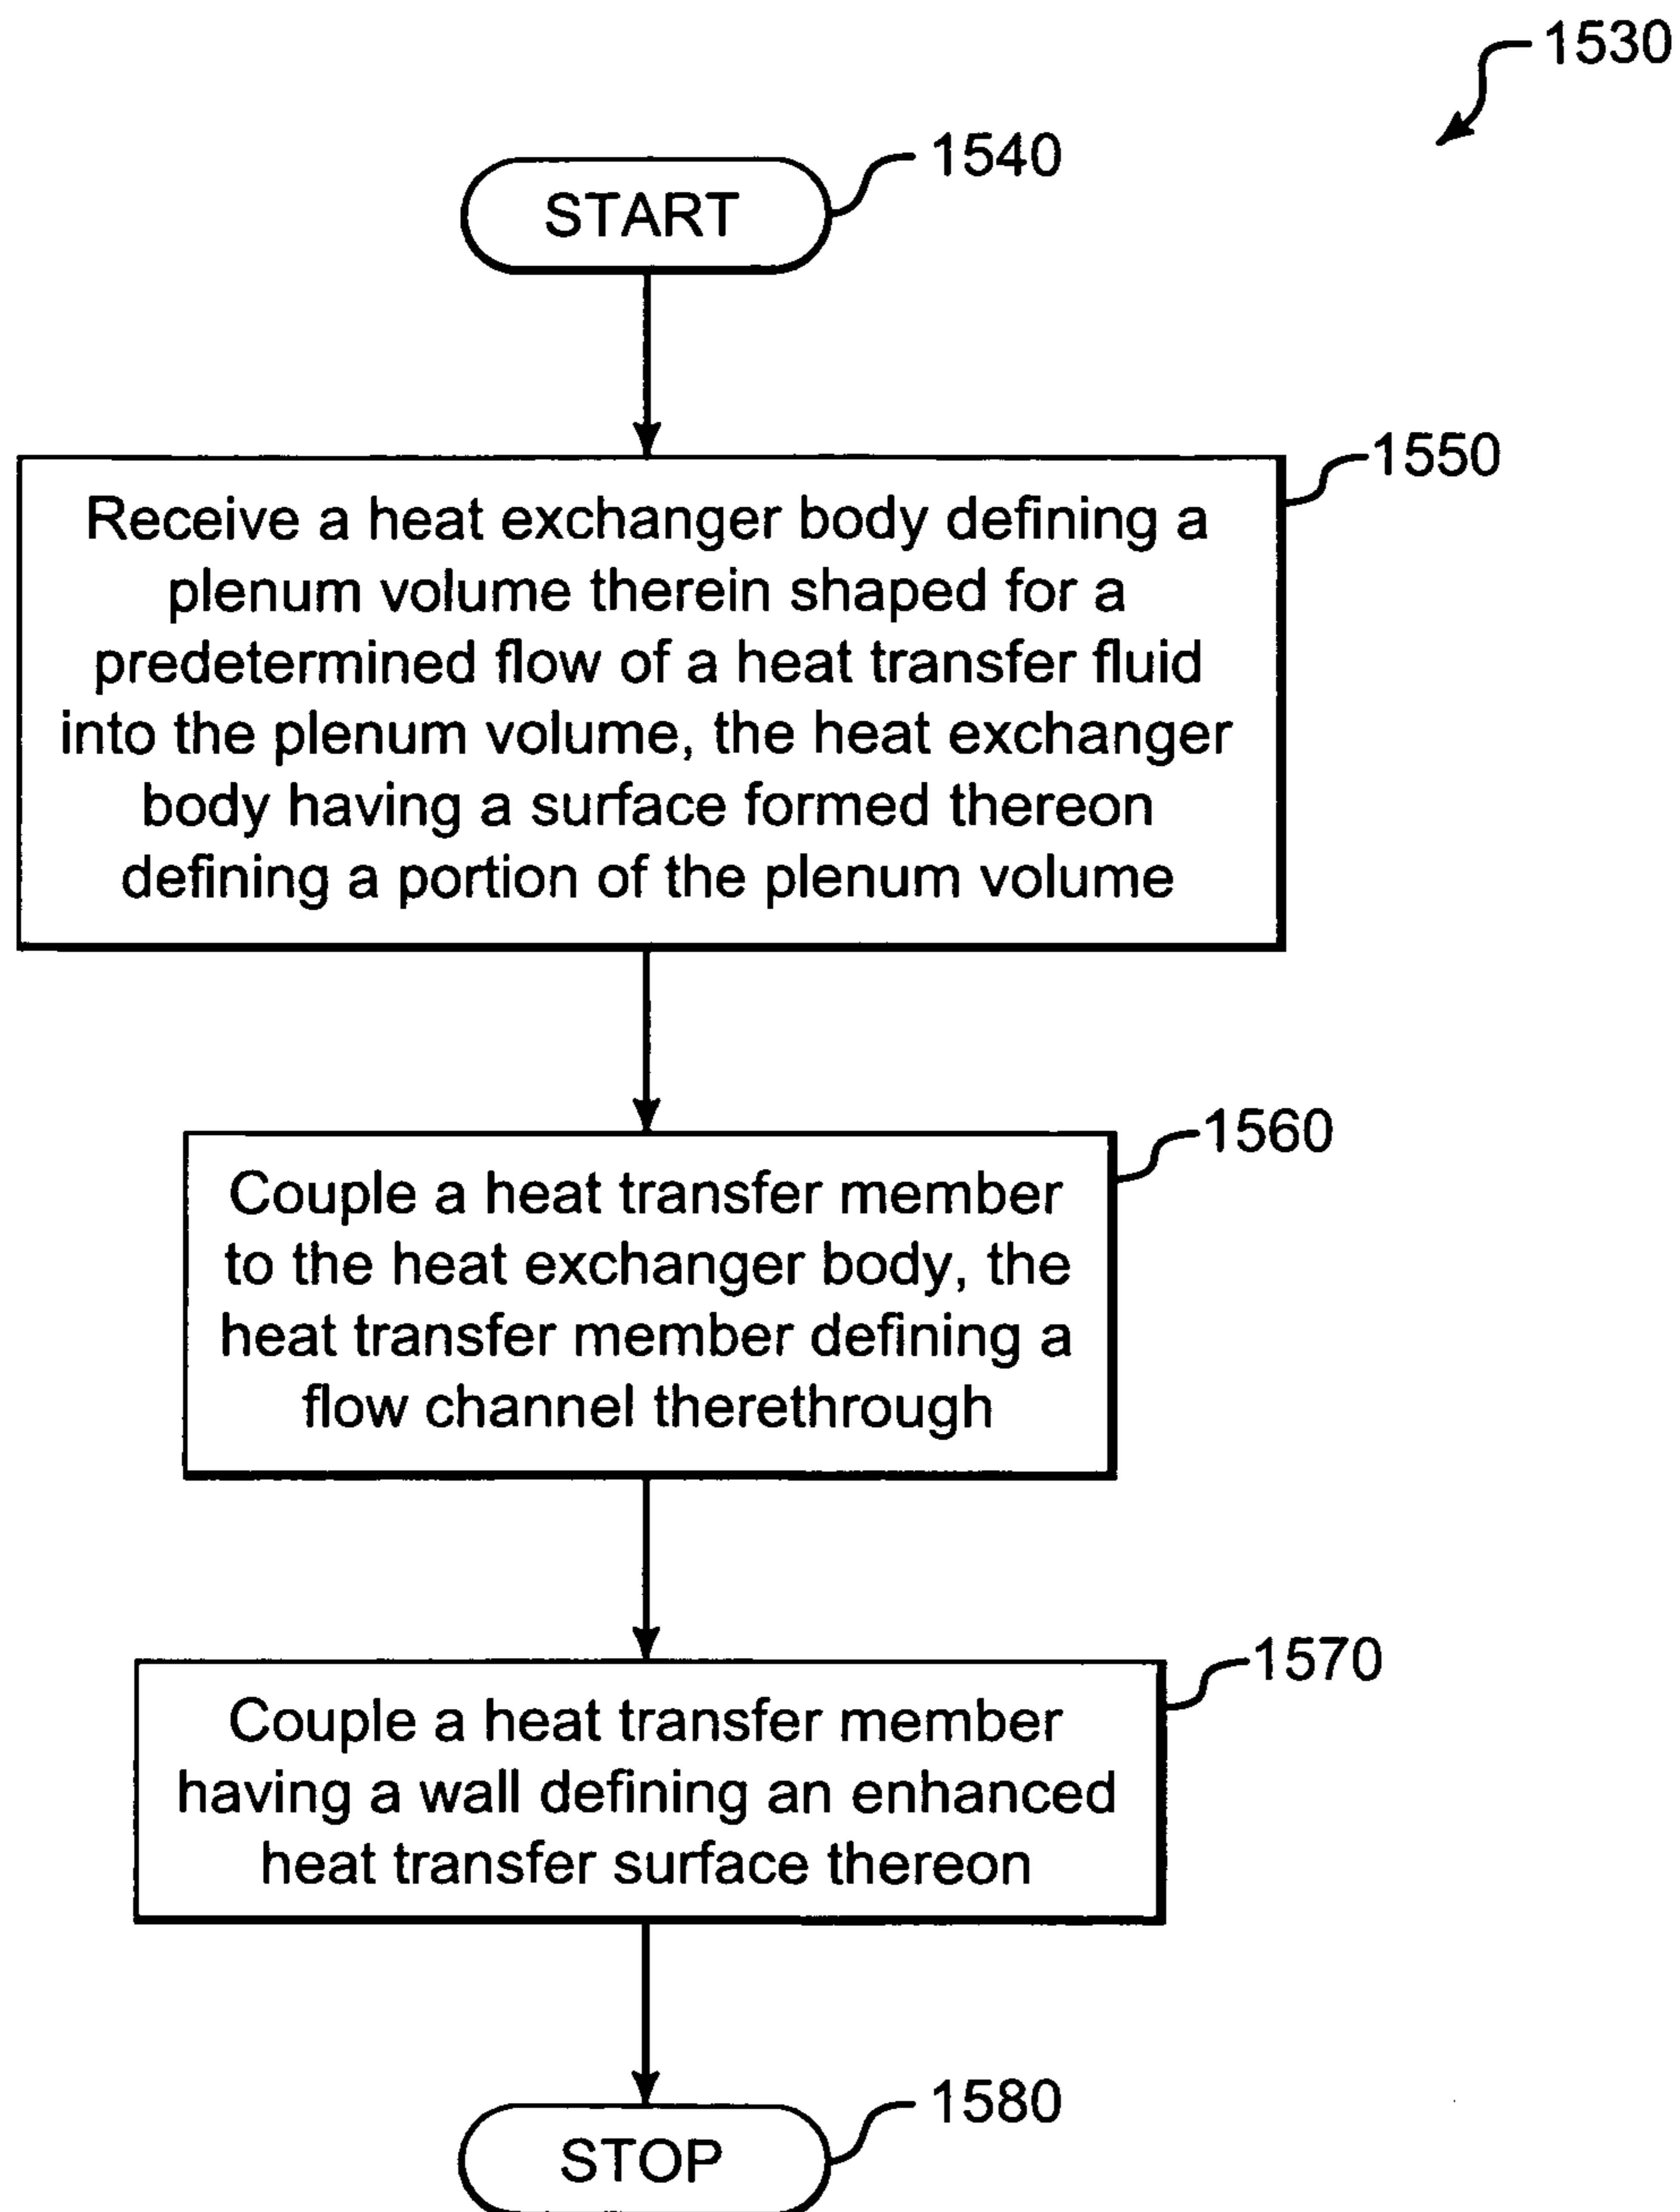 1530
START
1540
Receive a heat exchanger body defining a
plenum volume therein shaped for a
predetermined flow of a heat transfer fluid
into the plenum volume, the heat exchanger
body having a surface formed thereon
defining a portion of the plenum volume
1550
Couple a heat transfer member
to the heat exchanger body, the
heat transfer member defining a
flow channel therethrough
1560
Couple a heat transfer member
having a wall defining an enhanced
heat transfer surface thereon
1570
STOP
1580